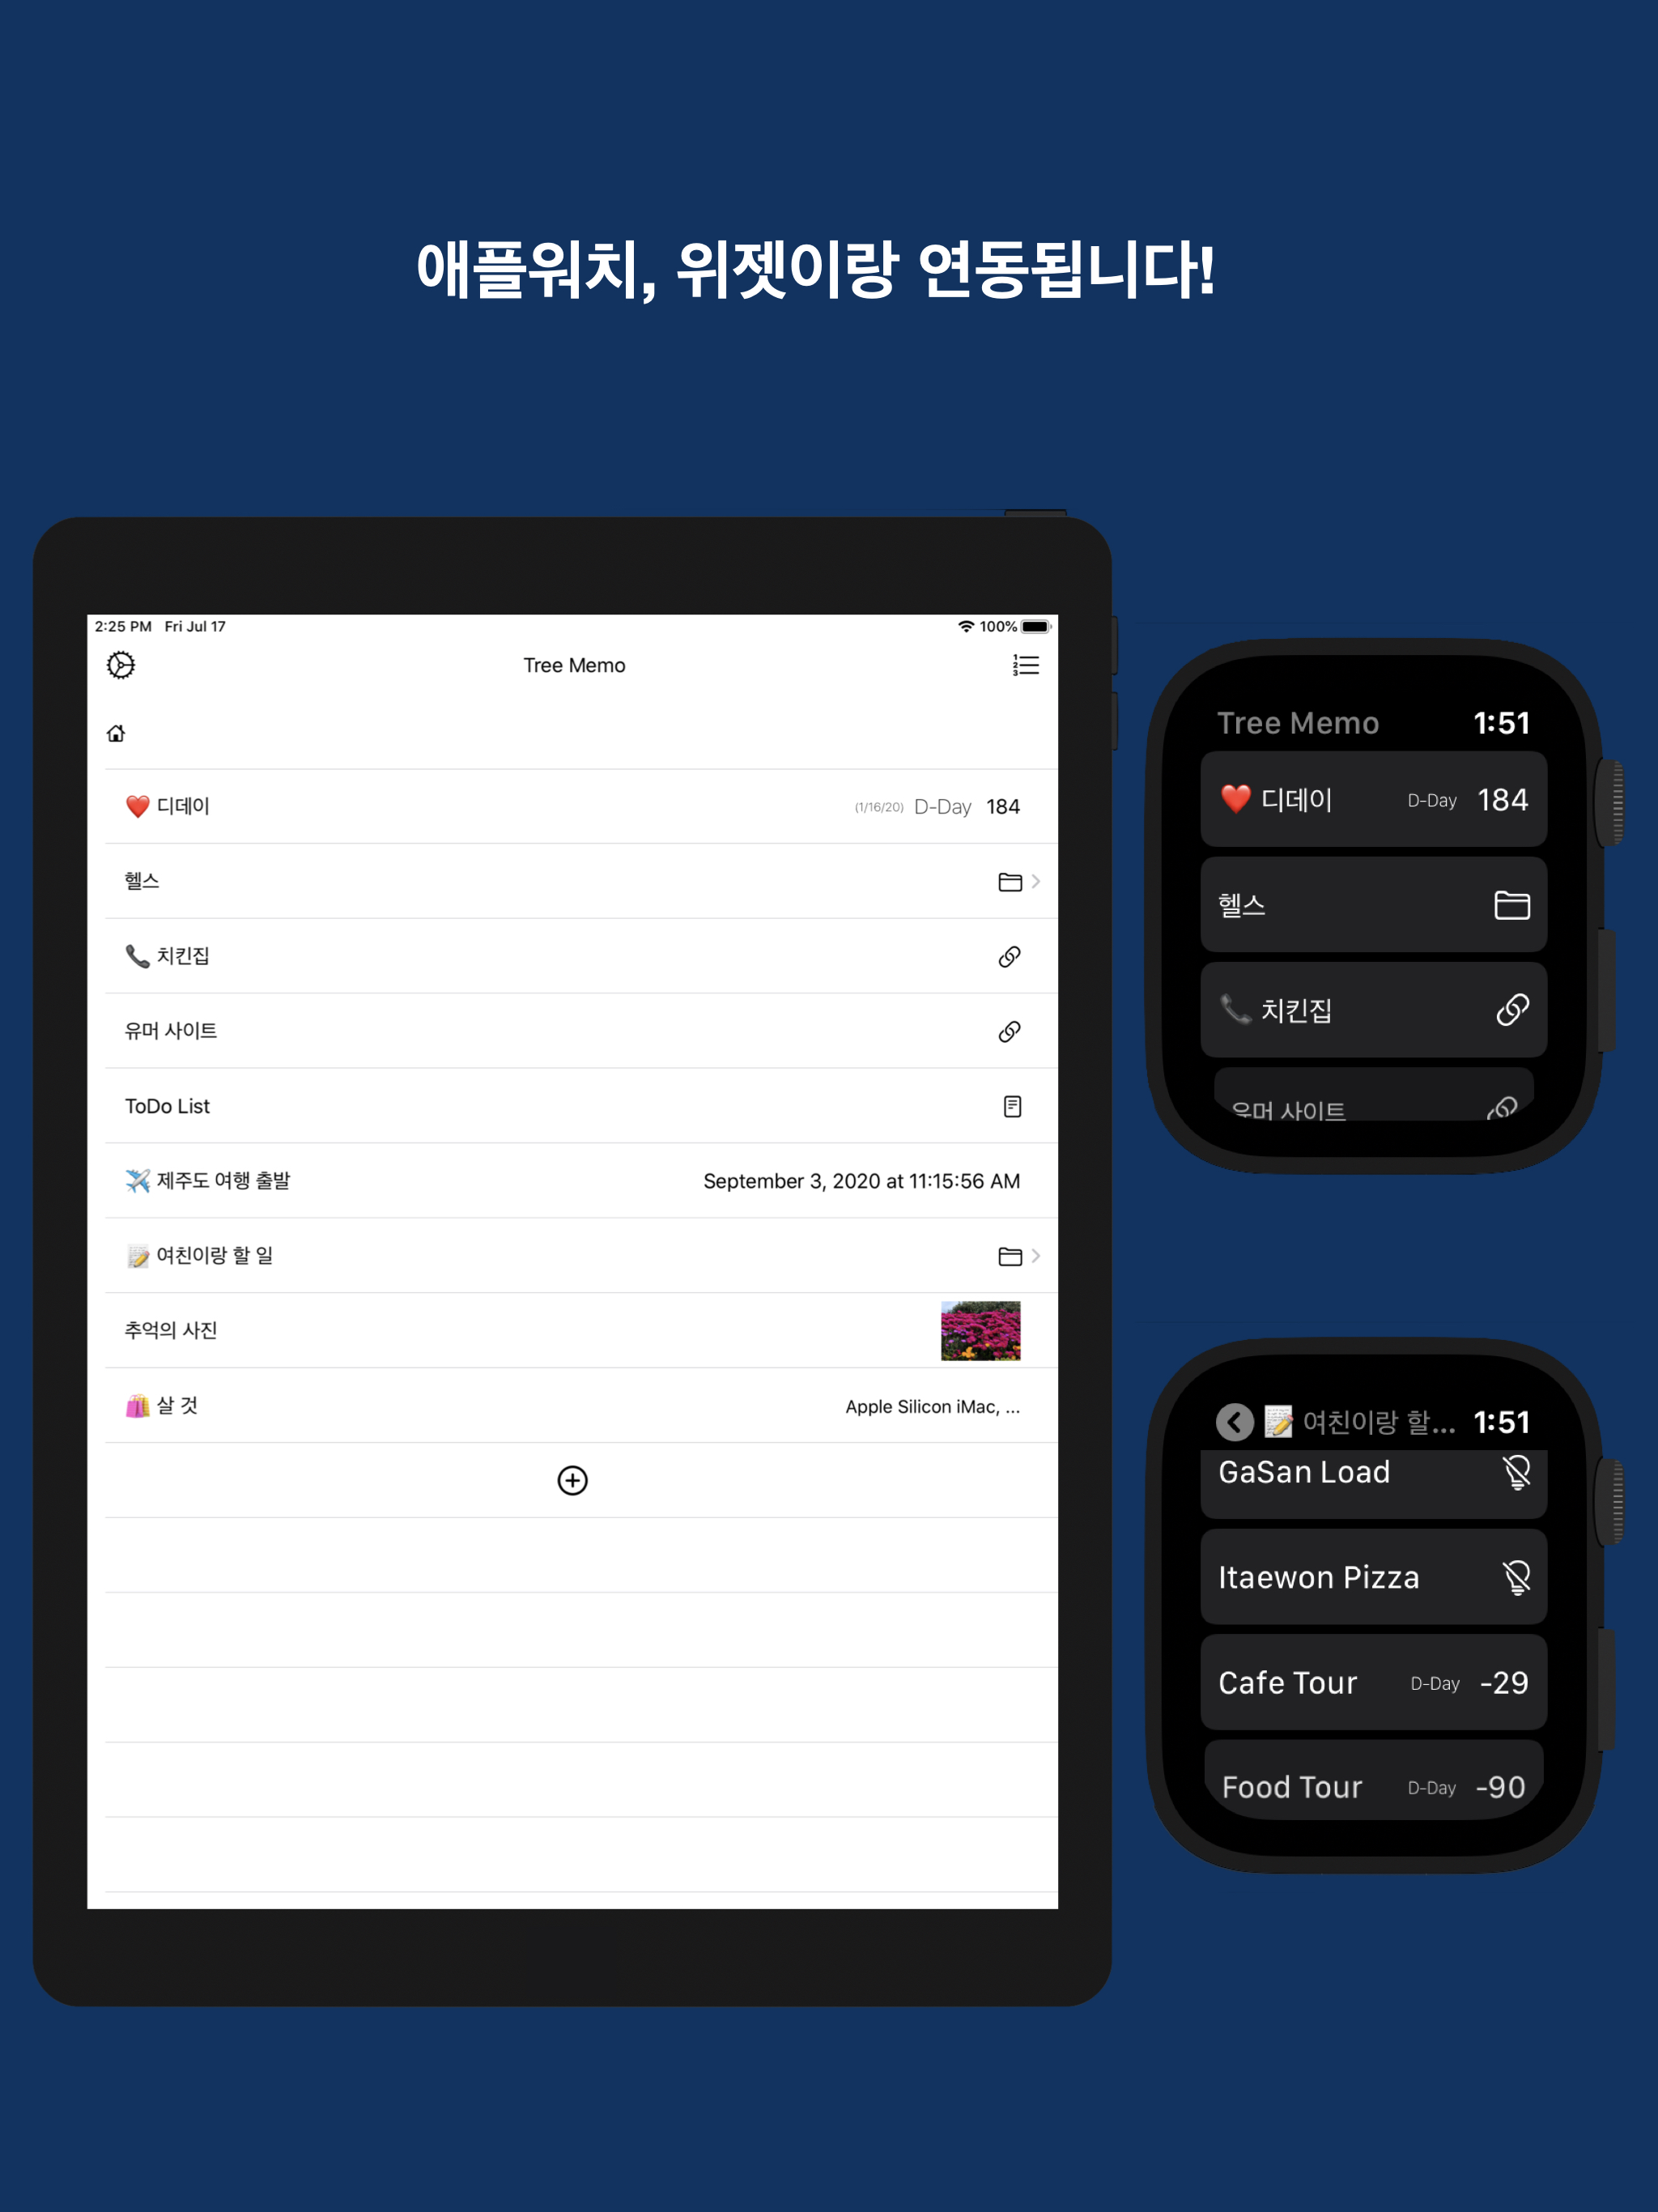 애플워치, 위젯이랑 연동됩니다!
2:25 PM Fri Jul 17 100%
Tree Memo
❤️ 디데이 (1/16/20) D-Day 184
헬스
📞 치킨집
유머 사이트
ToDo List
✈️ 제주도 여행 출발 September 3, 2020 at 11:15:56 AM
📝 여친이랑 할 일
추억의 사진
🛍️ 살 것 Apple Silicon iMac, ...
Tree Memo 1:51
❤️ 디데이 D-Day 184
헬스
📞 치킨집
유머 사이트
📝 여친이랑 할... 1:51
GaSan Load
Itaewon Pizza
Cafe Tour D-Day -29
Food Tour D-Day -90